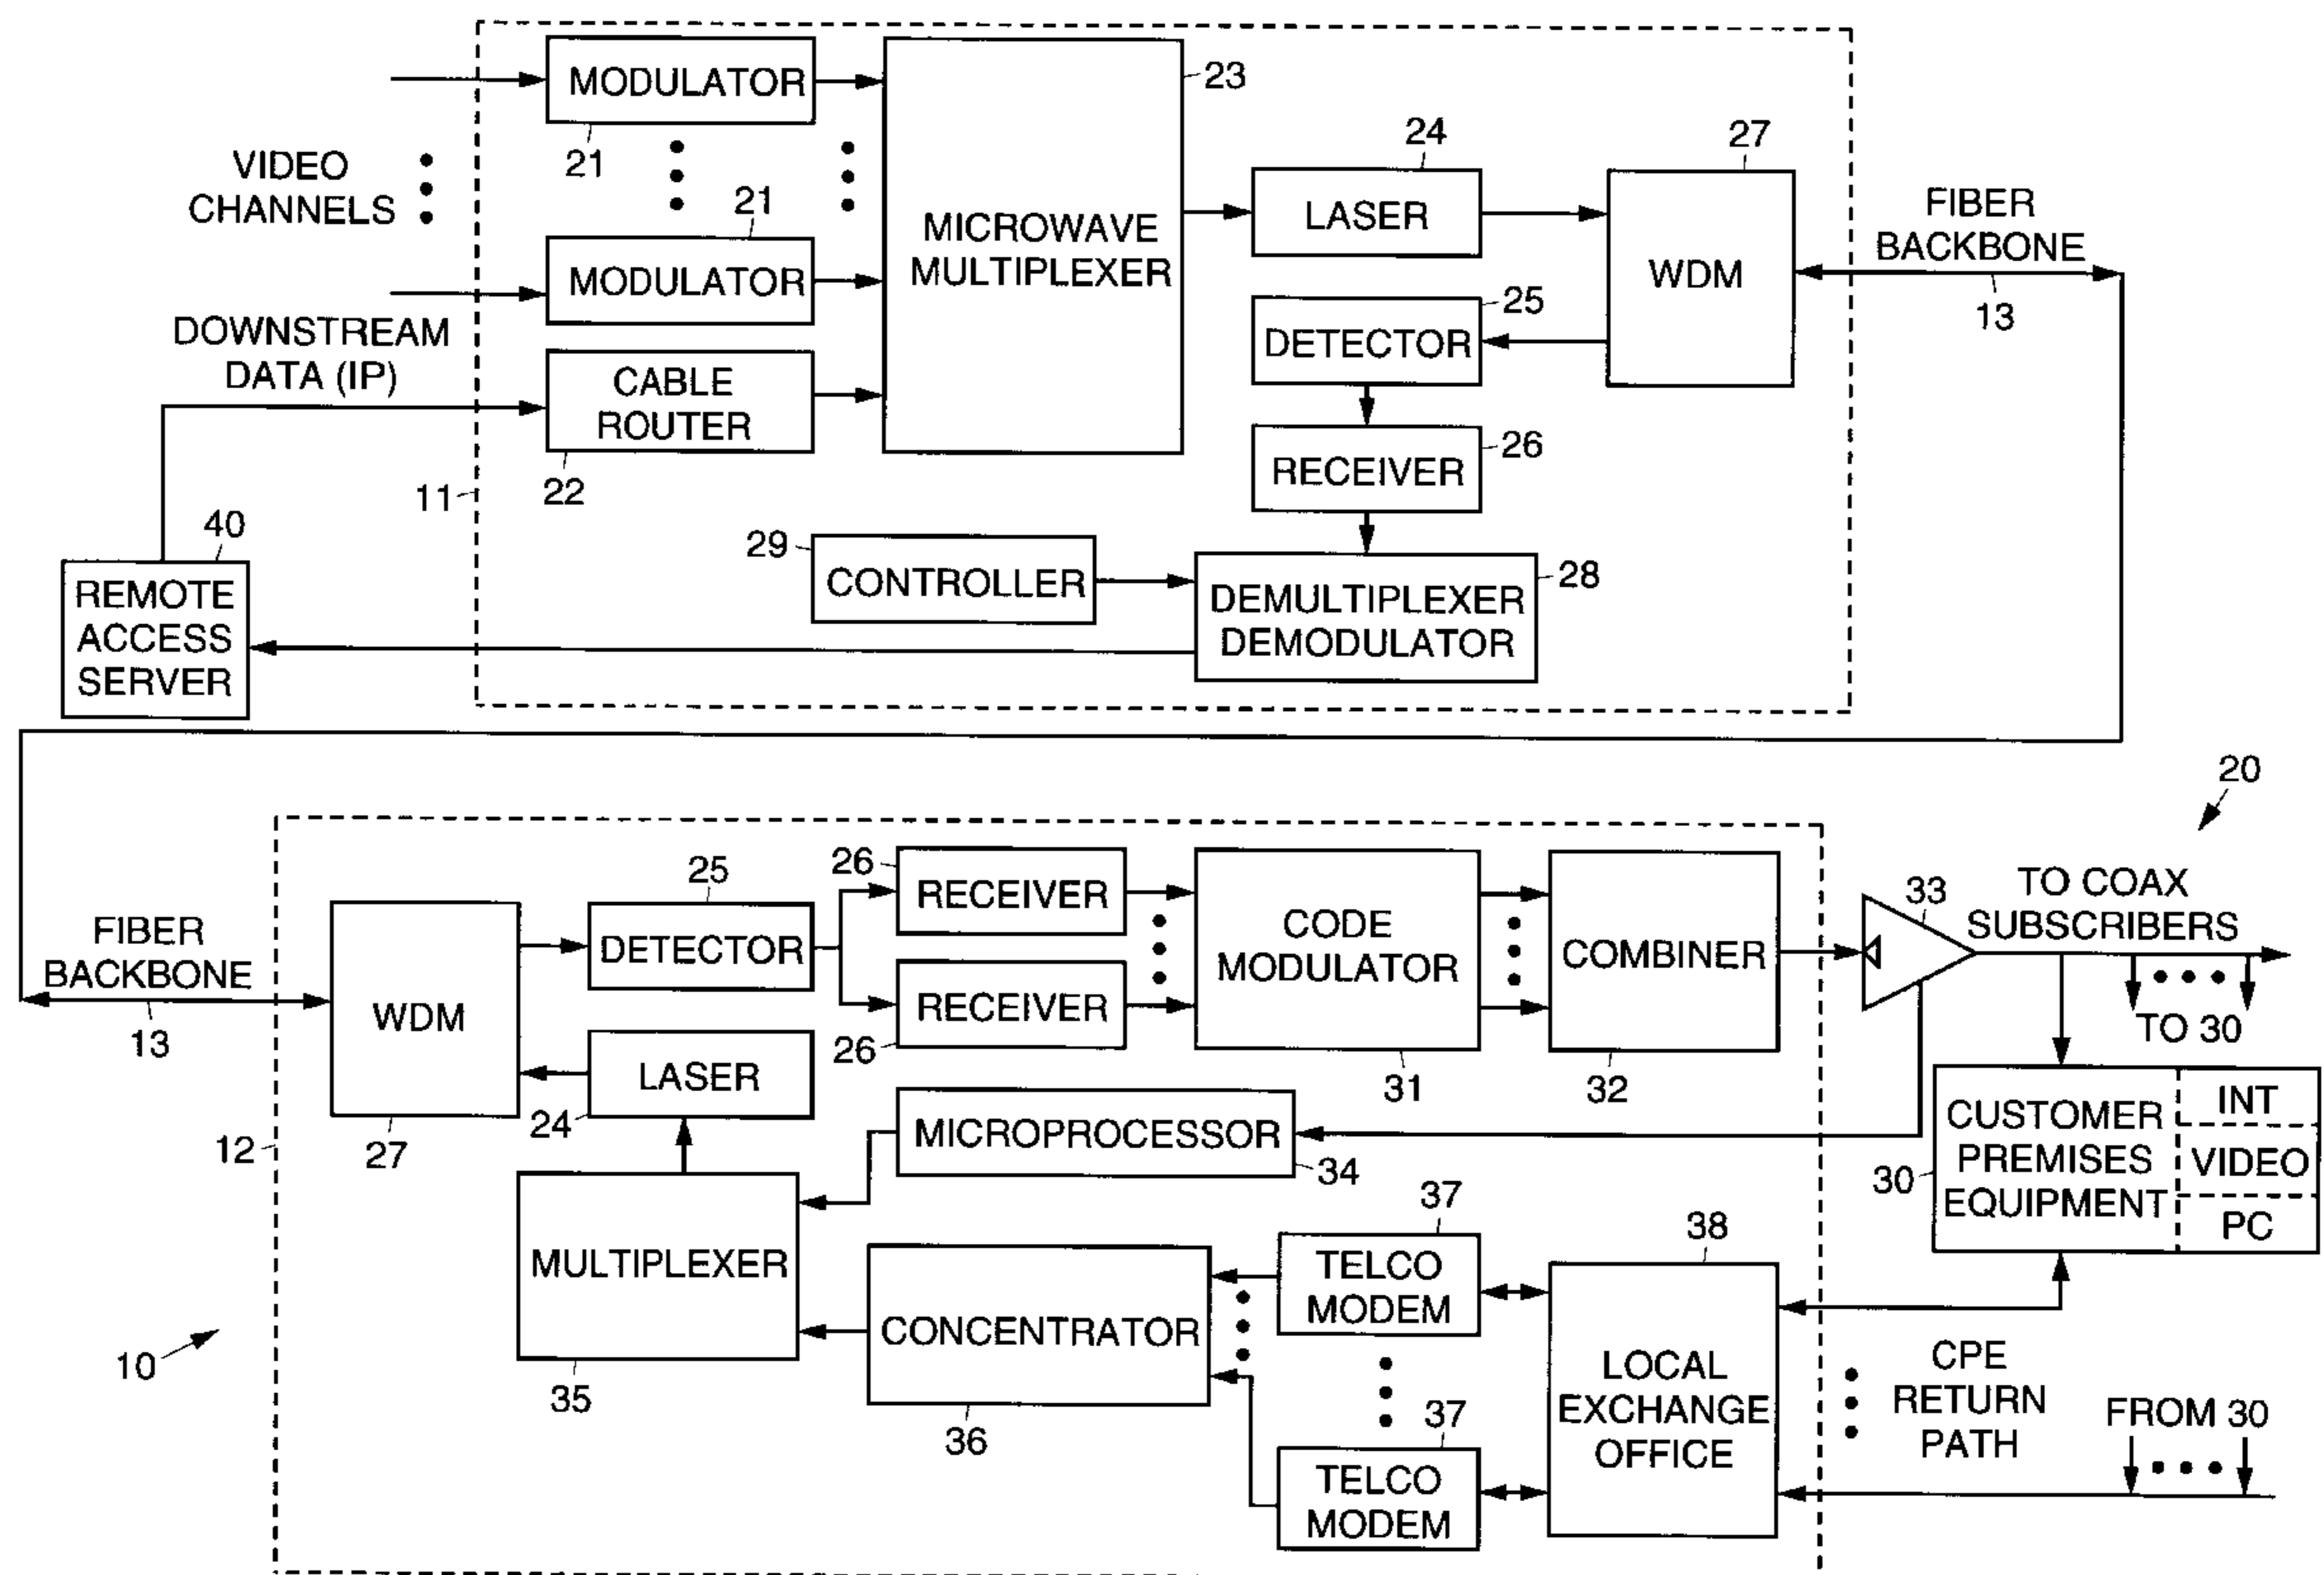 MODULATOR
21
23
VIDEO
CHANNELS
21
MODULATOR
MICROWAVE
MULTIPLEXER
24
LASER
27
WDM
FIBER
BACKBONE
13
25
DETECTOR
DOWNSTREAM
DATA (IP)
CABLE
ROUTER
22
26
RECEIVER
11
40
REMOTE
ACCESS
SERVER
29
CONTROLLER
28
DEMULTIPLEXER
DEMODULATOR
20
FIBER
BACKBONE
13
WDM
27
25
DETECTOR
26
RECEIVER
RECEIVER
26
CODE
MODULATOR
31
COMBINER
32
33
TO COAX
SUBSCRIBERS
TO 30
LASER
24
12
MICROPROCESSOR
34
CUSTOMER
PREMISES
EQUIPMENT
30
INT
VIDEO
PC
MULTIPLEXER
35
CONCENTRATOR
36
37
TELCO
MODEM
37
TELCO
MODEM
38
LOCAL
EXCHANGE
OFFICE
CPE
RETURN
PATH
FROM 30
10